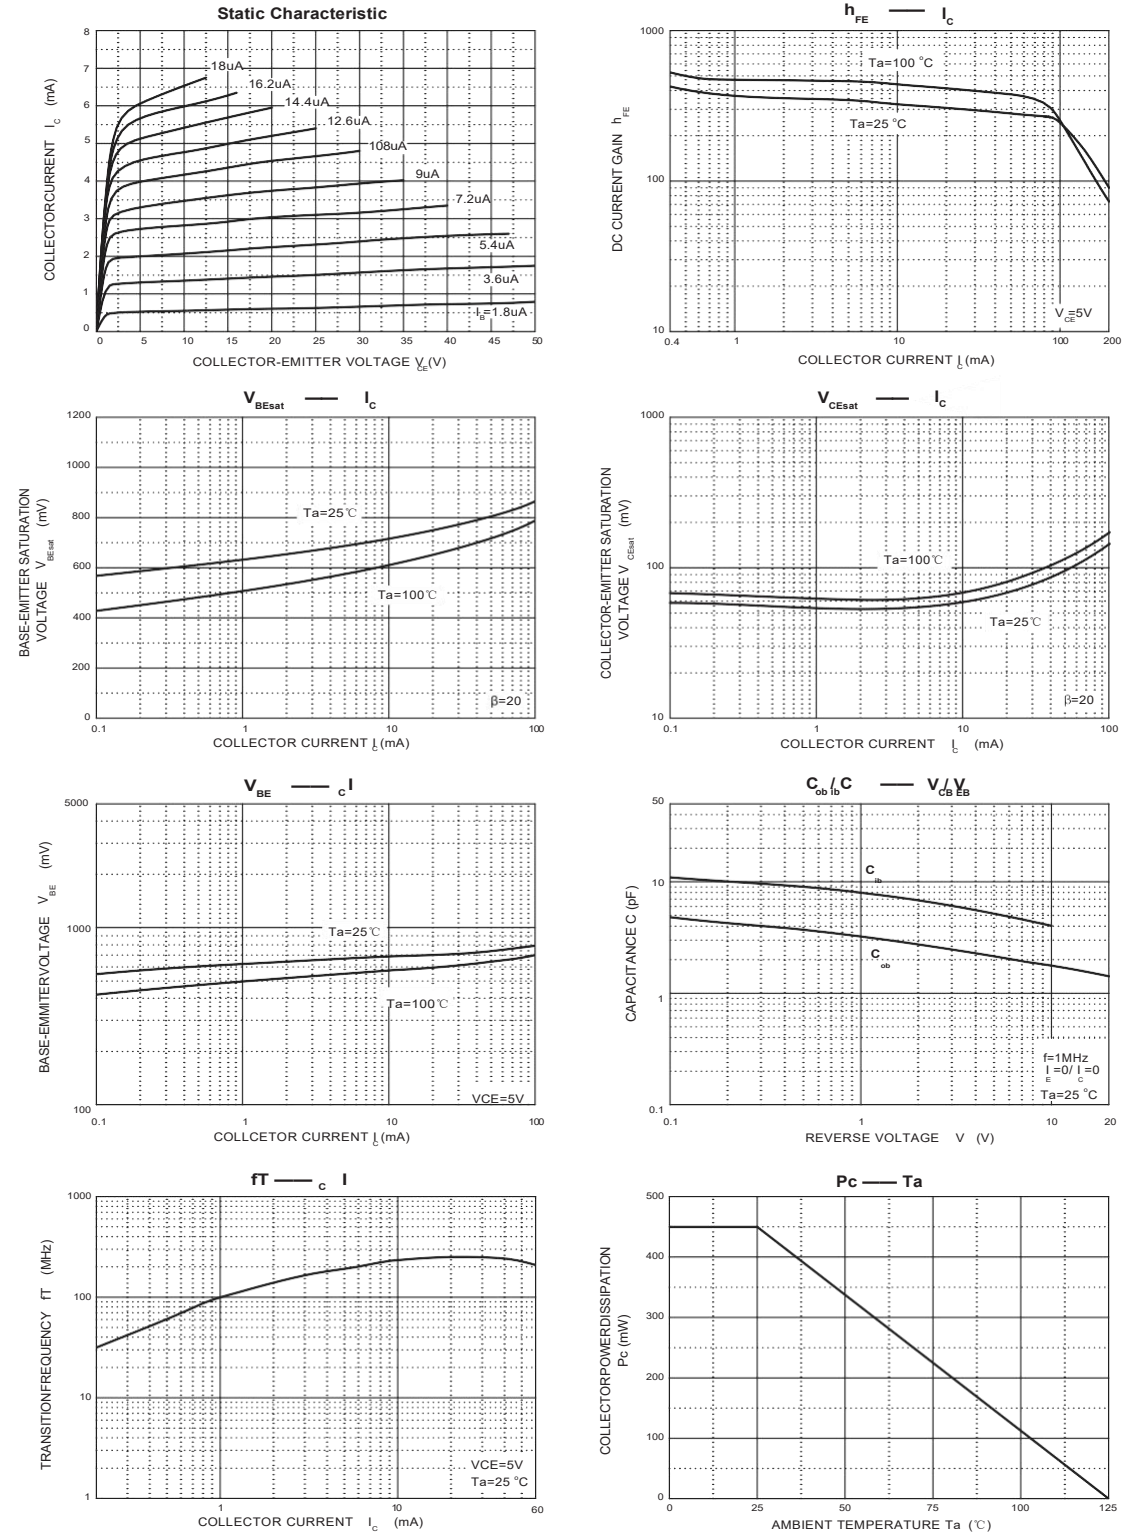 Static Characteristic
COLLECTORCURRENT I_C (mA)
8
7
6
5
4
3
2
1
0
18uA
16.2uA
14.4uA
12.6uA
108uA
9uA
7.2uA
5.4uA
3.6uA
I_B=1.8uA
0 5 10 15 20 25 30 35 40 45 50
COLLECTOR-EMITTER VOLTAGE V_CE (V)
h_FE —— I_C
DC CURRENT GAIN h_FE
1000
100
10
Ta=100 °C
Ta=25 °C
V_CE=5V
0.4 1 10 100 200
COLLECTOR CURRENT I_C (mA)
V_BEsat —— I_C
BASE-EMITTER SATURATION
VOLTAGE V_BEsat (mV)
1200
1000
800
600
400
200
0
Ta=25℃
Ta=100℃
β=20
0.1 1 10 100
COLLECTOR CURRENT I_C (mA)
V_CEsat —— I_C
COLLECTOR-EMITTER SATURATION
VOLTAGE V_CEsat (mV)
1000
100
10
Ta=100℃
Ta=25℃
β=20
0.1 1 10 100
COLLECTOR CURRENT I_C (mA)
V_BE —— _C I
BASE-EMMITERVOLTAGE V_BE (mV)
5000
1000
100
Ta=25℃
Ta=100℃
VCE=5V
0.1 1 10 100
COLLCETOR CURRENT I_C (mA)
C_ob/ib C —— V_CB/V_EB
CAPACITANCE C (pF)
50
10
1
0.1
C_ib
C_ob
f=1MHz
I_E=0/ I_C=0
Ta=25 °C
0.1 1 10 20
REVERSE VOLTAGE V (V)
fT —— _C I
TRANSITIONFREQUENCY fT (MHz)
1000
100
10
1
VCE=5V
Ta=25 °C
1 10 60
COLLECTOR CURRENT I_C (mA)
Pc —— Ta
COLLECTORPOWERDISSIPATION
Pc (mW)
500
400
300
200
100
0
0 25 50 75 100 125
AMBIENT TEMPERATURE Ta (℃)